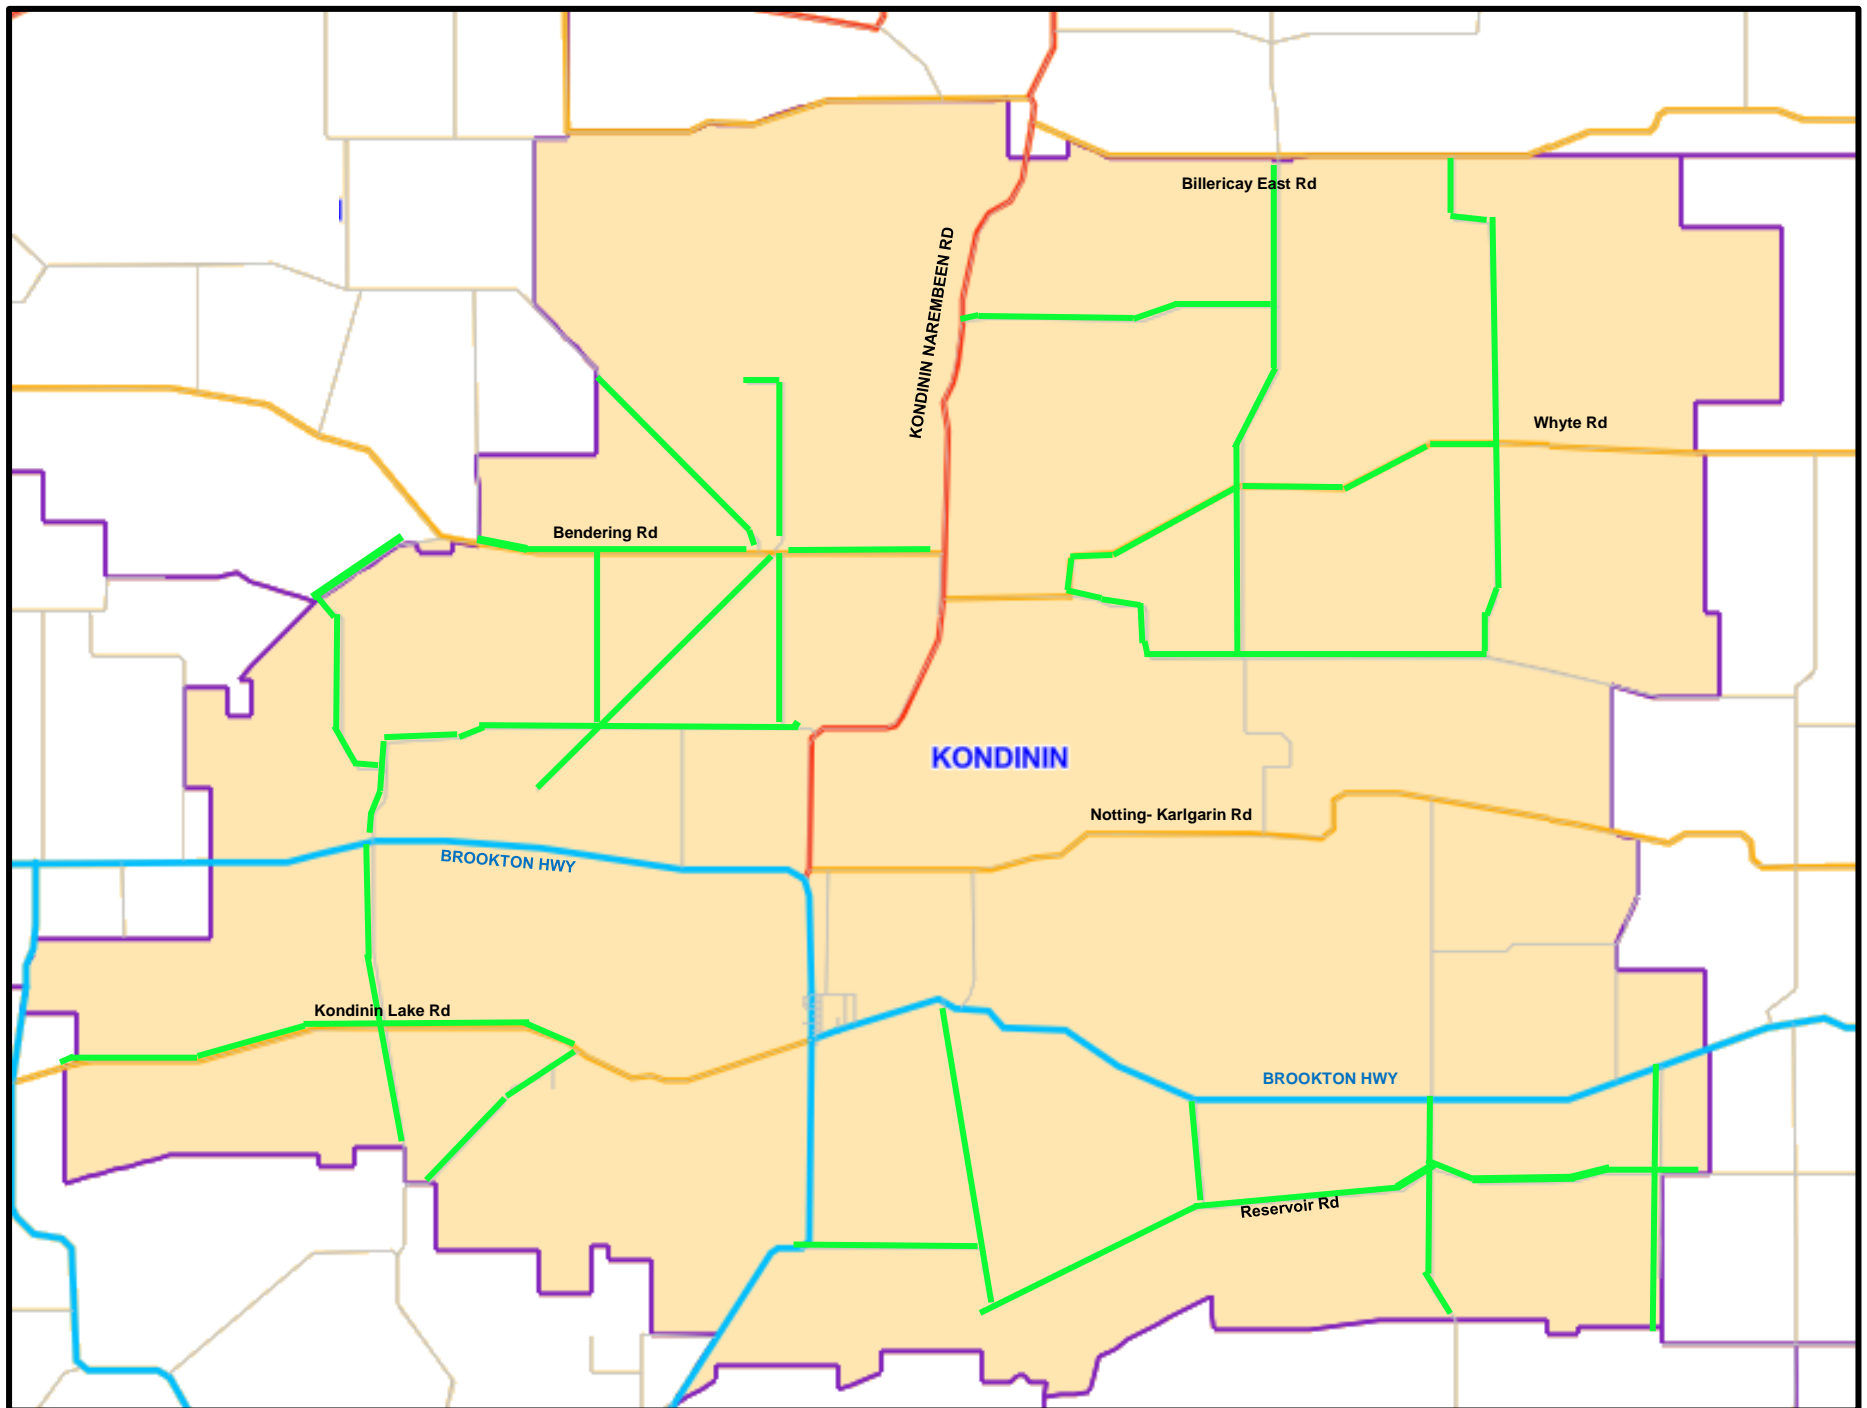 Billericay East Rd
KONDININ NAREMBEEN RD
Whyte Rd
Bendering Rd
KONDININ
Notting- Karlgarin Rd
BROOKTON HWY
Kondinin Lake Rd
BROOKTON HWY
Reservoir Rd